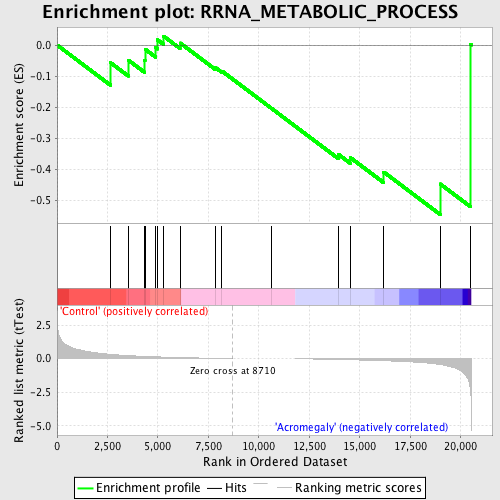 Enrichment plot: RRNA_METABOLIC_PROCESS
Enrichment score (ES)
0.0
-0.1
-0.2
-0.3
-0.4
-0.5
'Control' (positively correlated)
Ranked list metric (tTest)
2.5
0.0
-2.5
-5.0
Zero cross at 8710
'Acromegaly' (negatively correlated)
0 2,500 5,000 7,500 10,000 12,500 15,000 17,500 20,000
Rank in Ordered Dataset
Enrichment profile Hits Ranking metric scores